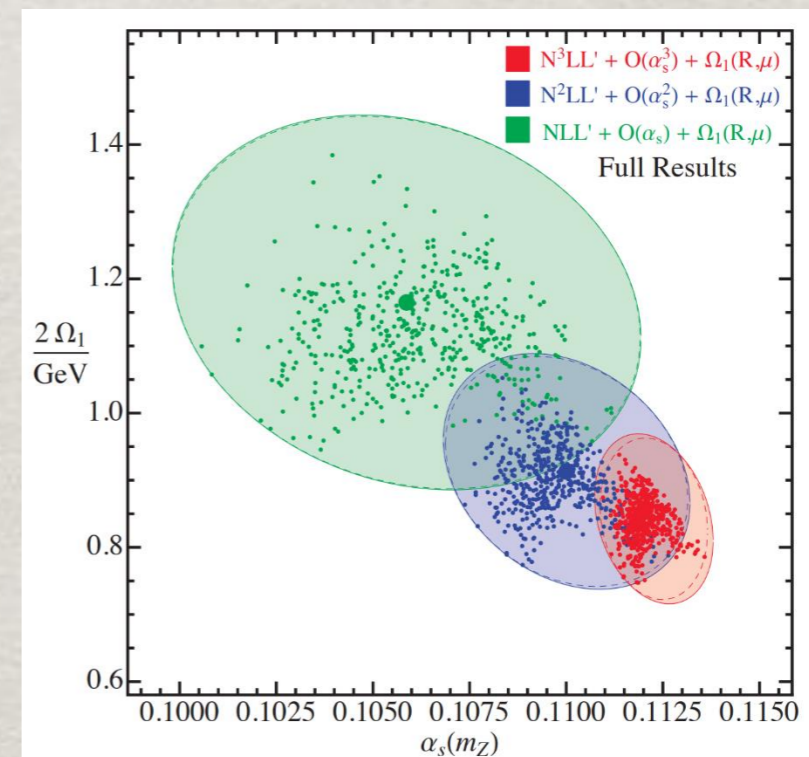 N³LL' + O(αₛ³) + Ω₁(R,μ)
N²LL' + O(αₛ²) + Ω₁(R,μ)
NLL' + O(αₛ) + Ω₁(R,μ)
Full Results
1.4
1.2
2 Ω₁
GeV
1.0
0.8
0.6
0.1000 0.1025 0.1050 0.1075 0.1100 0.1125 0.1150
αₛ(m_Z)